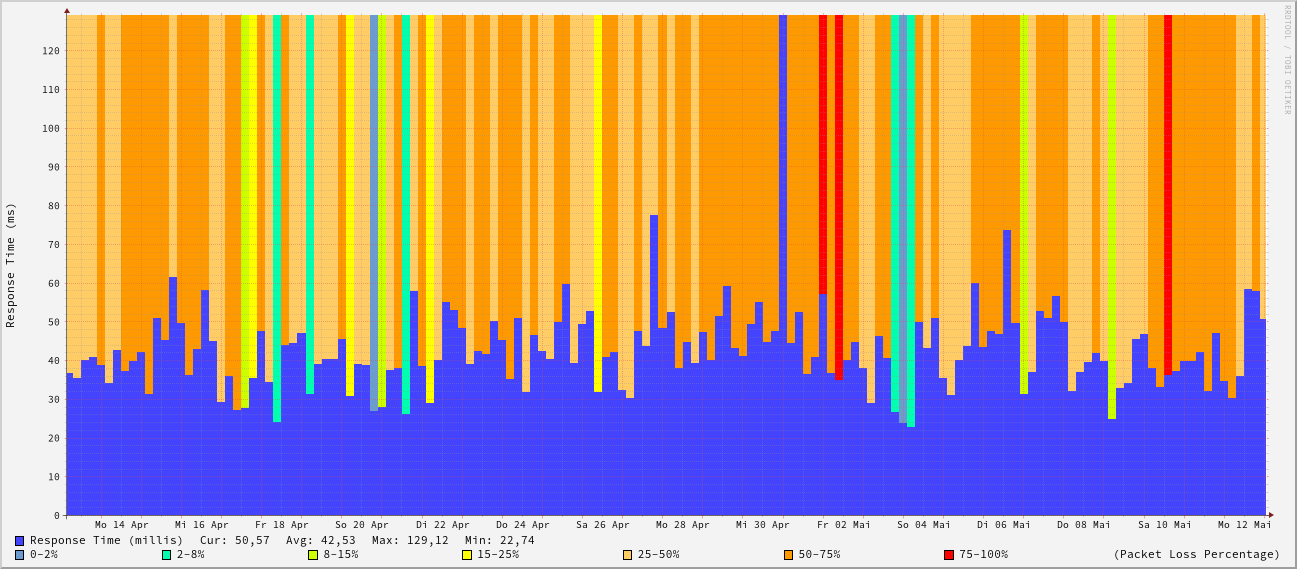 RRDTOOL / TOBI OETIKER
Response Time (ms)
120
110
100
90
80
70
60
50
40
30
20
10
0
Mo 14 Apr Mi 16 Apr Fr 18 Apr So 20 Apr Di 22 Apr Do 24 Apr Sa 26 Apr Mo 28 Apr Mi 30 Apr Fr 02 Mai So 04 Mai Di 06 Mai Do 08 Mai Sa 10 Mai Mo 12 Mai
Response Time (millis) Cur: 50,57 Avg: 42,53 Max: 129,12 Min: 22,74
0-2% 2-8% 8-15% 15-25% 25-50% 50-75% 75-100% (Packet Loss Percentage)